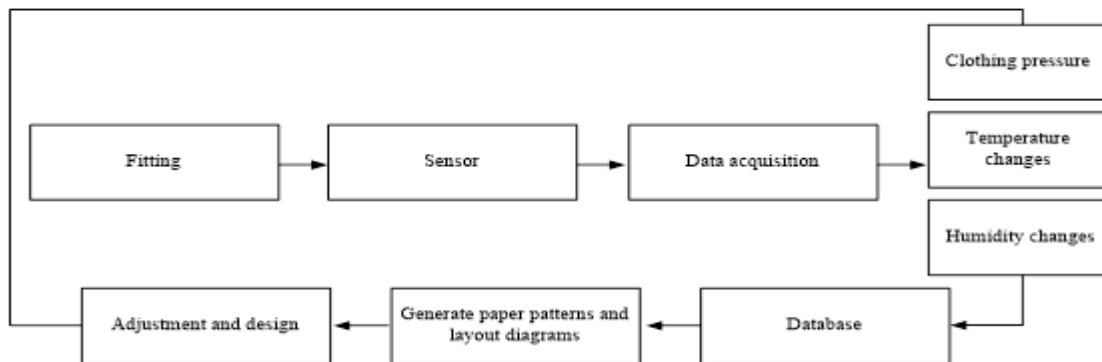 Clothing pressure
Fitting
Sensor
Data acquisition
Temperature
changes
Humidity changes
Adjustment and design
Generate paper patterns and
layout diagrams
Database